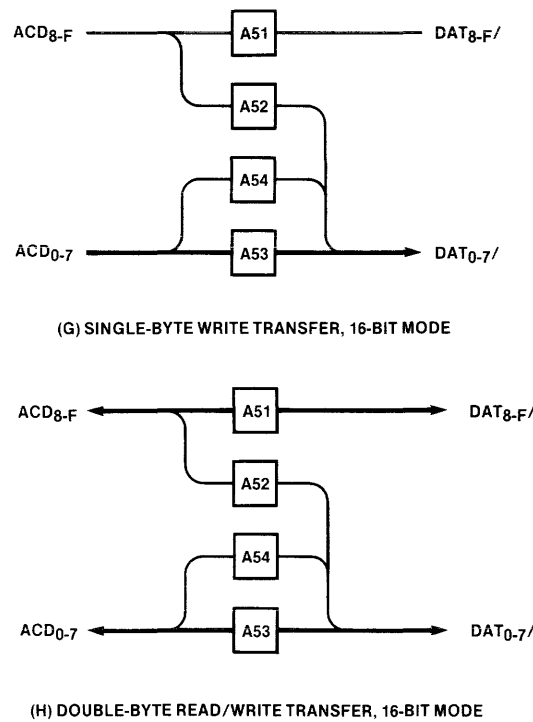 ACD8-F A51 DAT8-F/
A52
A54
ACD0-7 A53 DAT0-7/
(G) SINGLE-BYTE WRITE TRANSFER, 16-BIT MODE
ACD8-F A51 DAT8-F/
A52
A54
ACD0-7 A53 DAT0-7/
(H) DOUBLE-BYTE READ/WRITE TRANSFER, 16-BIT MODE